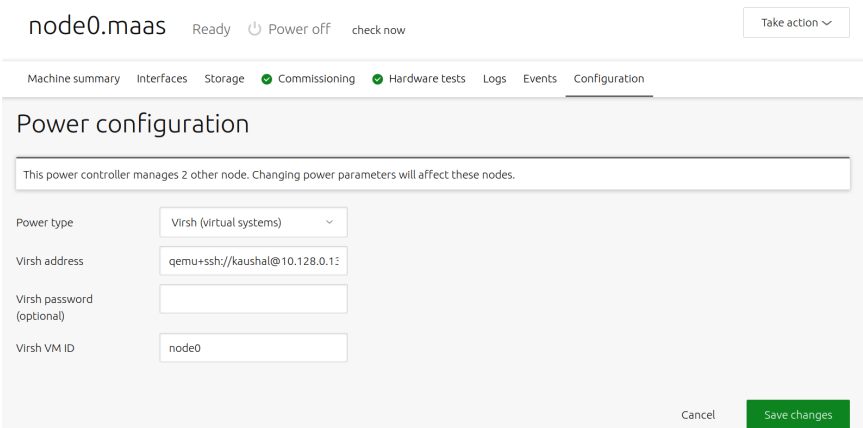 node0.maas Ready Power off check now Take action
Machine summary Interfaces Storage Commissioning Hardware tests Logs Events Configuration
Power configuration
This power controller manages 2 other node. Changing power parameters will affect these nodes.
Power type Virsh (virtual systems)
Virsh address qemu+ssh://kaushal@10.128.0.13
Virsh password
(optional)
Virsh VM ID node0
Cancel Save changes